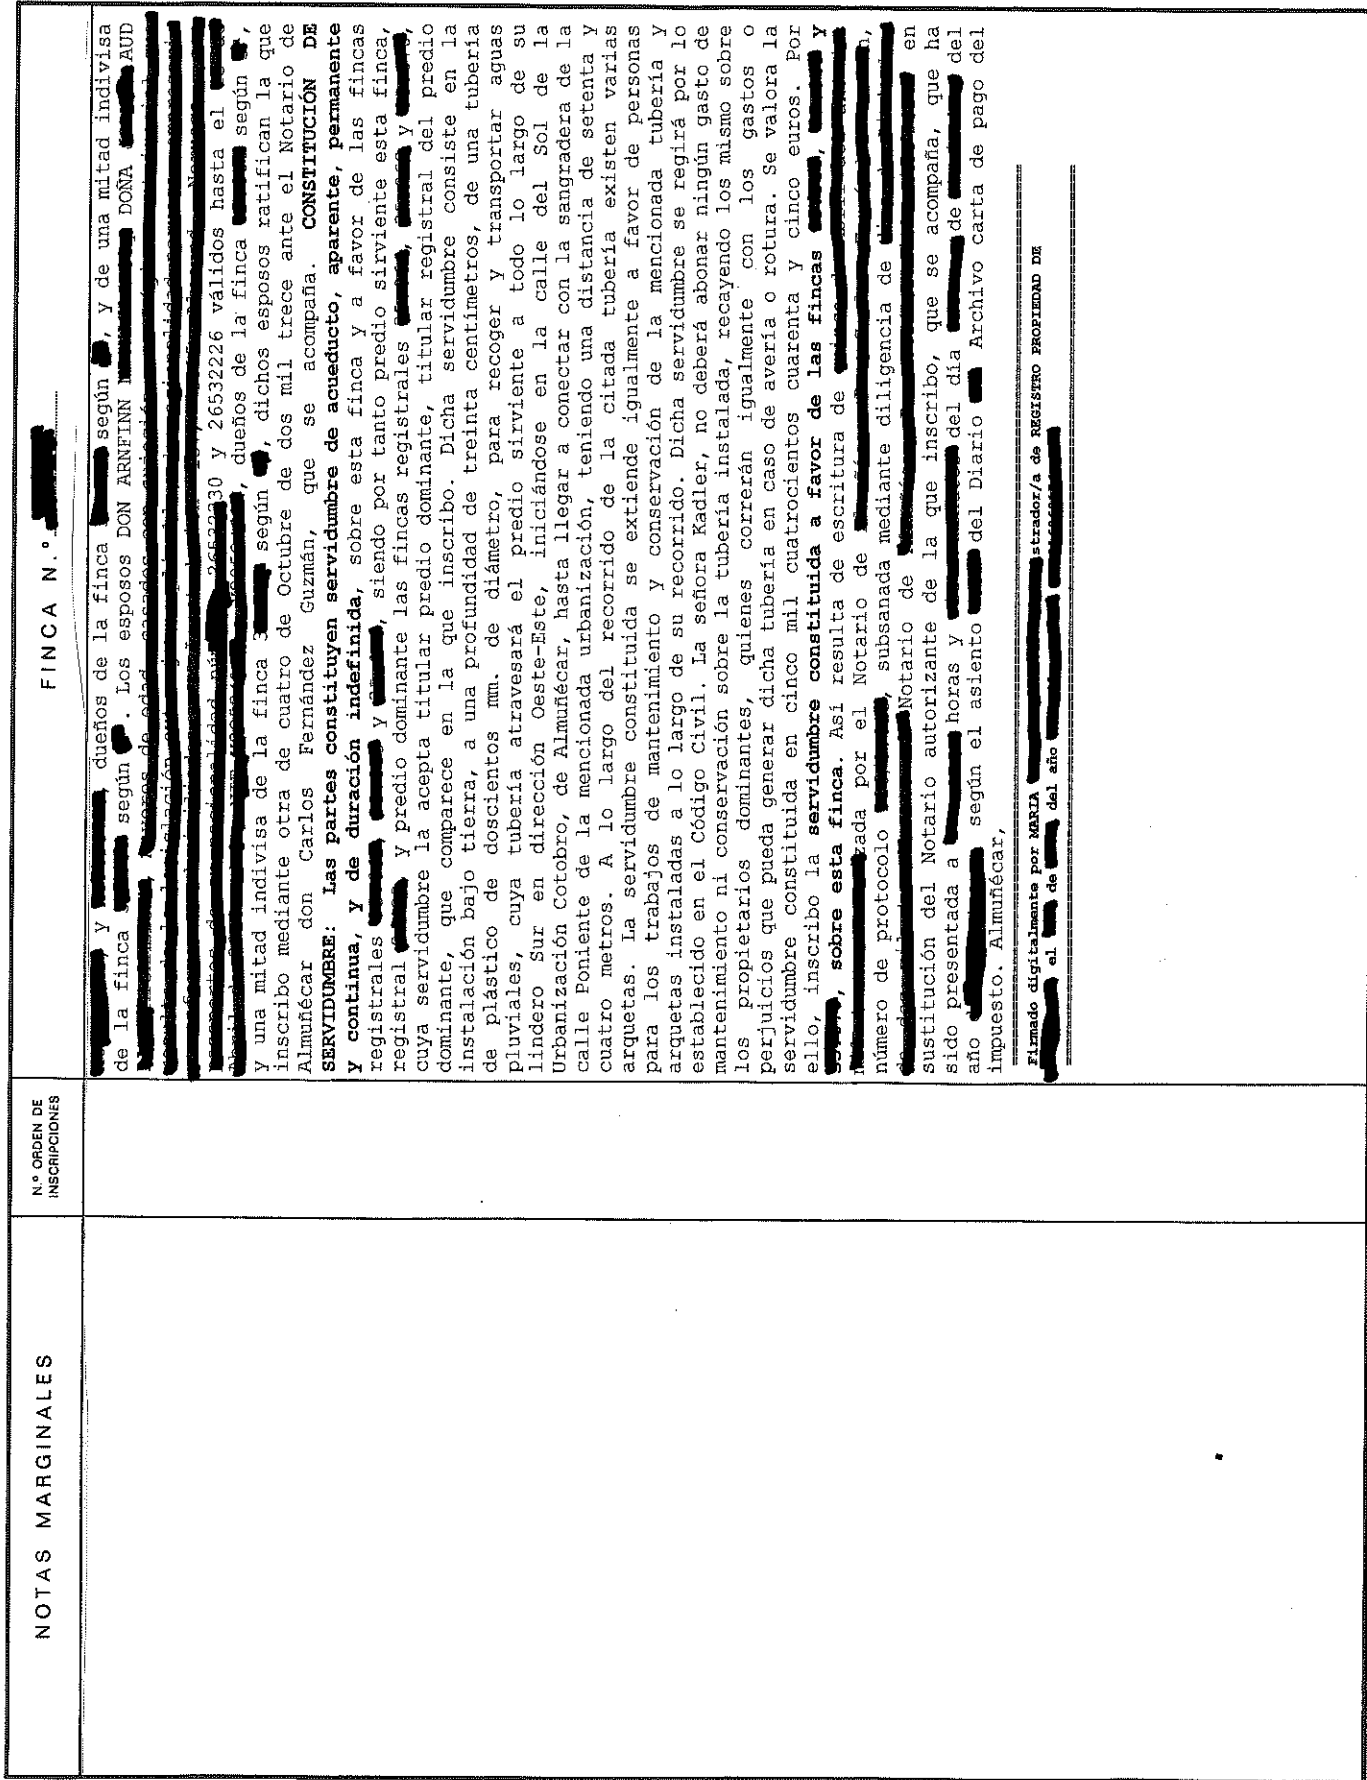 NOTAS MARGINALES
N.º ORDEN DE
INSCRIPCIONES
FINCA N.º
y , dueños de la finca según , y de una mitad indivisa
de la finca según . Los esposos DON ARNFINN DOÑA AUD
y 26532226 válidos hasta el
, dueños de la finca según ,
y una mitad indivisa de la finca 3 según , dichos esposos ratifican la que
inscribo mediante otra de cuatro de Octubre de dos mil trece ante el Notario de
Almuñécar don Carlos Fernández Guzmán, que se acompaña. CONSTITUCIÓN DE
SERVIDUMBRE: Las partes constituyen servidumbre de acueducto, aparente, permanente
y continua, y de duración indefinida, sobre esta finca y a favor de las fincas
registrales , y , siendo por tanto predio sirviente esta finca,
registral , y predio dominante las fincas registrales , y ,
cuya servidumbre la acepta titular predio dominante, titular registral del predio
dominante, que comparece en la que inscribo. Dicha servidumbre consiste en la
instalación bajo tierra, a una profundidad de treinta centímetros, de una tubería
de plástico de doscientos mm. de diámetro, para recoger y transportar aguas
pluviales, cuya tubería atravesará el predio sirviente a todo lo largo de su
lindero Sur en dirección Oeste-Este, iniciándose en la calle del Sol de la
Urbanización Cotobro, de Almuñécar, hasta llegar a conectar con la sangradera de la
calle Poniente de la mencionada urbanización, teniendo una distancia de setenta y
cuatro metros. A lo largo del recorrido de la citada tubería existen varias
arquetas. La servidumbre constituida se extiende igualmente a favor de personas
para los trabajos de mantenimiento y conservación de la mencionada tubería y
arquetas instaladas a lo largo de su recorrido. Dicha servidumbre se regirá por lo
establecido en el Código Civil. La señora Kadler, no deberá abonar ningún gasto de
mantenimiento ni conservación sobre la tubería instalada, recayendo los mismo sobre
los propietarios dominantes, quienes correrán igualmente con los gastos o
perjuicios que pueda generar dicha tubería en caso de avería o rotura. Se valora la
servidumbre constituida en cinco mil cuatrocientos cuarenta y cinco euros. Por
ello, inscribo la servidumbre constituida a favor de las fincas , y
, sobre esta finca. Así resulta de escritura de
zada por el Notario de ,
número de protocolo , subsanada mediante diligencia de
Notario de en
sustitución del Notario autorizante de la que inscribo, que se acompaña, que ha
sido presentada a horas y del día de del
año según el asiento del Diario Archivo carta de pago del
impuesto. Almuñécar,
Firmado digitalmente por MARIA strador/a de REGISTRO PROPIEDAD DE
el de del año